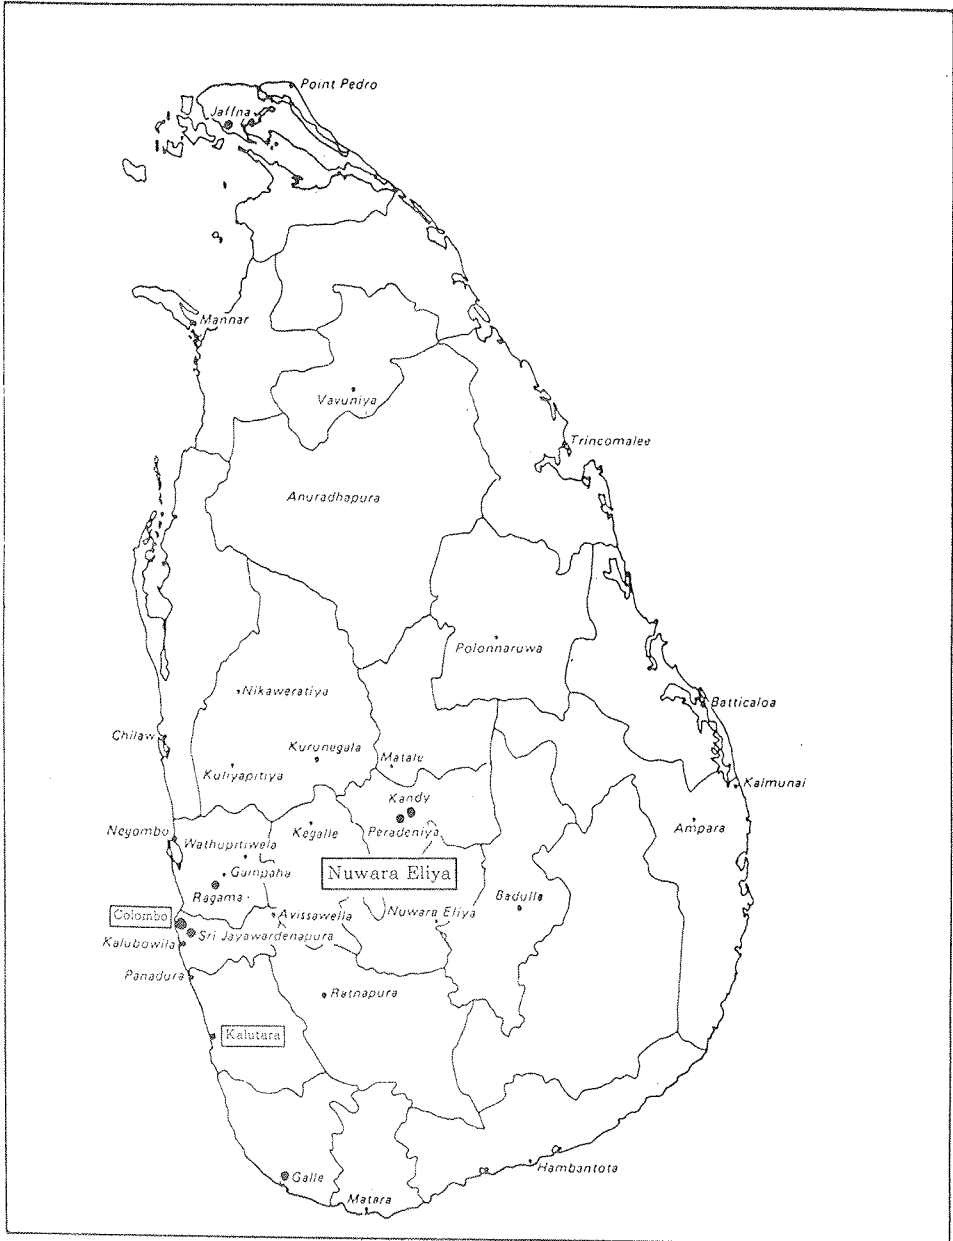 Point Pedro
Jaffna
Mannar
Vavuniya
Trincomalee
Anuradhapura
Polonnaruwa
Nikaweratiya
Batticaloa
Chilaw
Kurunegala
Matale
Kuliyapitiya
Kalmunai
Kandy
Ampara
Negombo
Kegalle
Peradeniya
Wathupitiwela
Gampaha
Nuwara Eliya
Ragama
Badulla
Colombo
Avissawella
Nuwara Eliya
Sri Jayawardenapura
Kalubowila
Panadura
Ratnapura
Kalutara
Hambantota
Galle
Matara